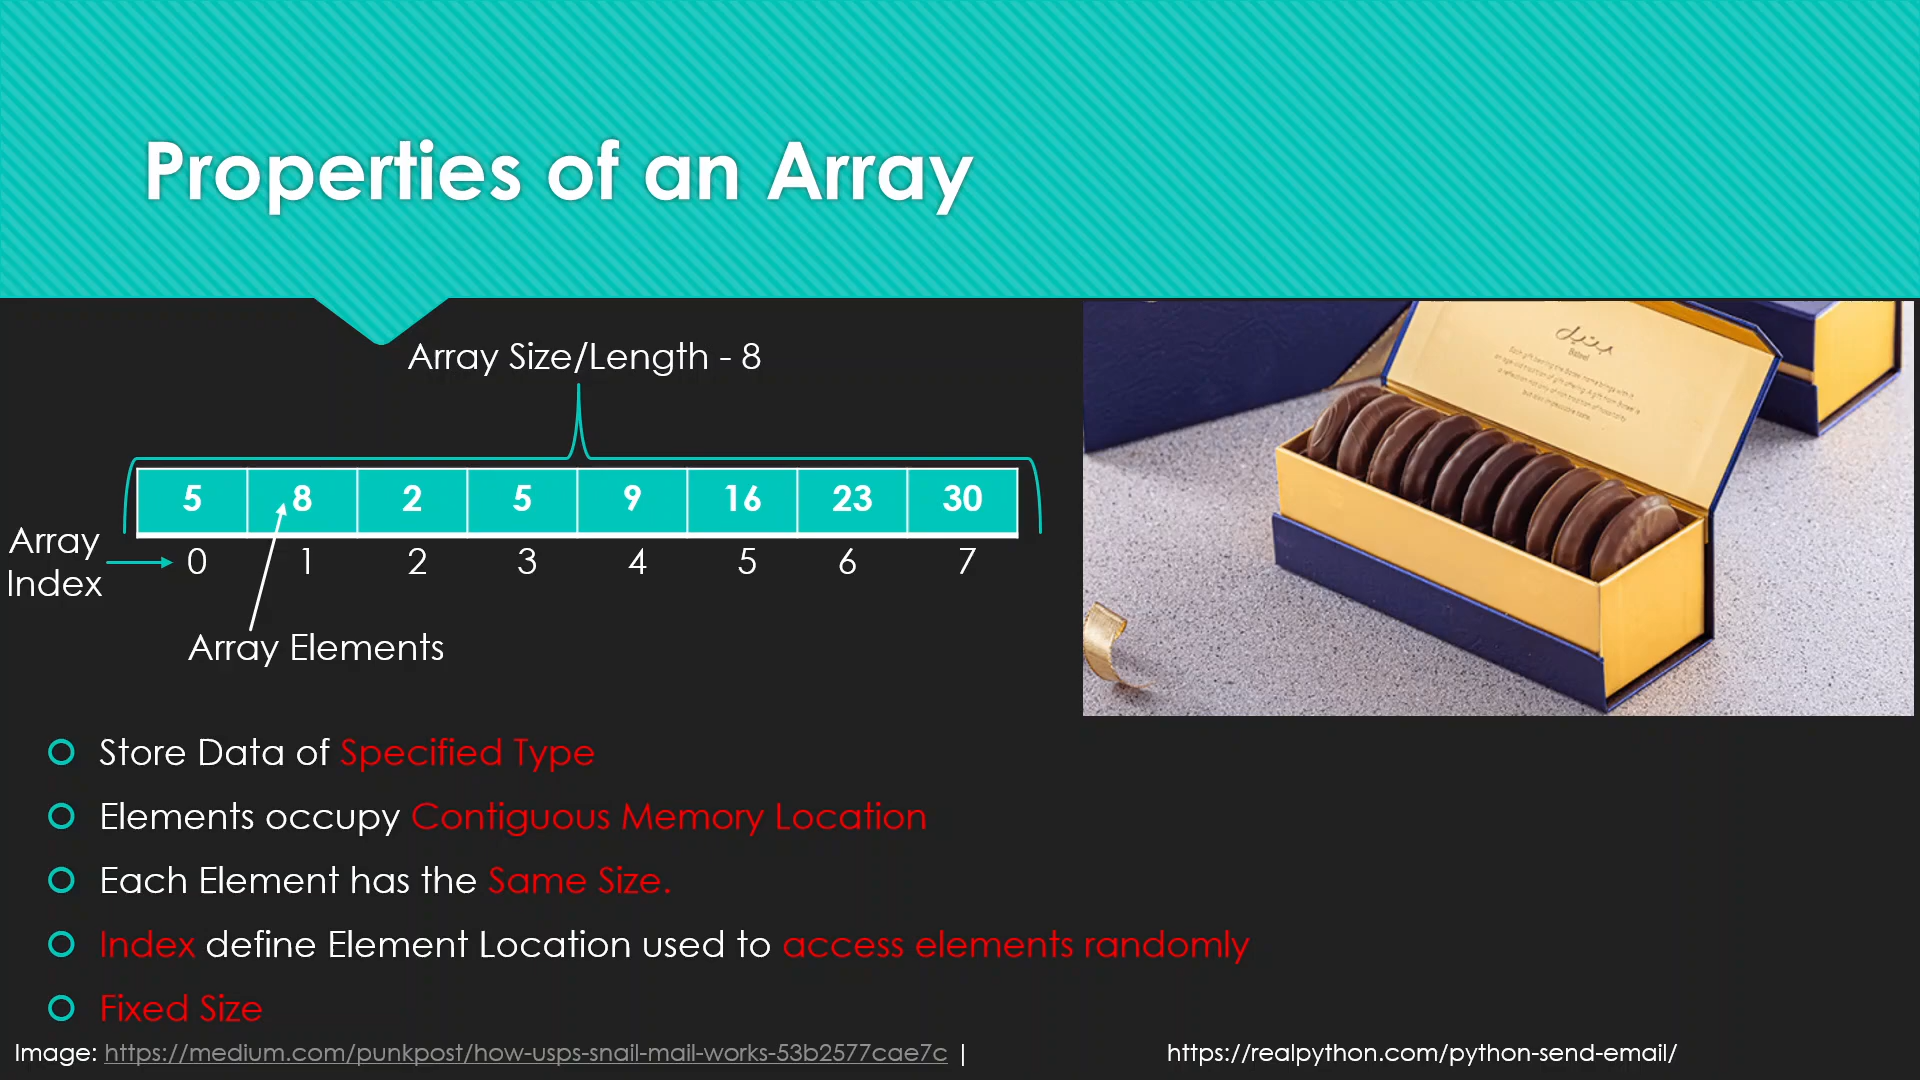 Properties of an Array
Array Size/Length - 8
5 8 2 5 9 16 23 30
Array
Index
0 1 2 3 4 5 6 7
Array Elements
بتيل
Bateel
Store Data of Specified Type
Elements occupy Contiguous Memory Location
Each Element has the Same Size.
Index define Element Location used to access elements randomly
Fixed Size
Image: https://medium.com/punkpost/how-usps-snail-mail-works-53b2577cae7c | https://realpython.com/python-send-email/